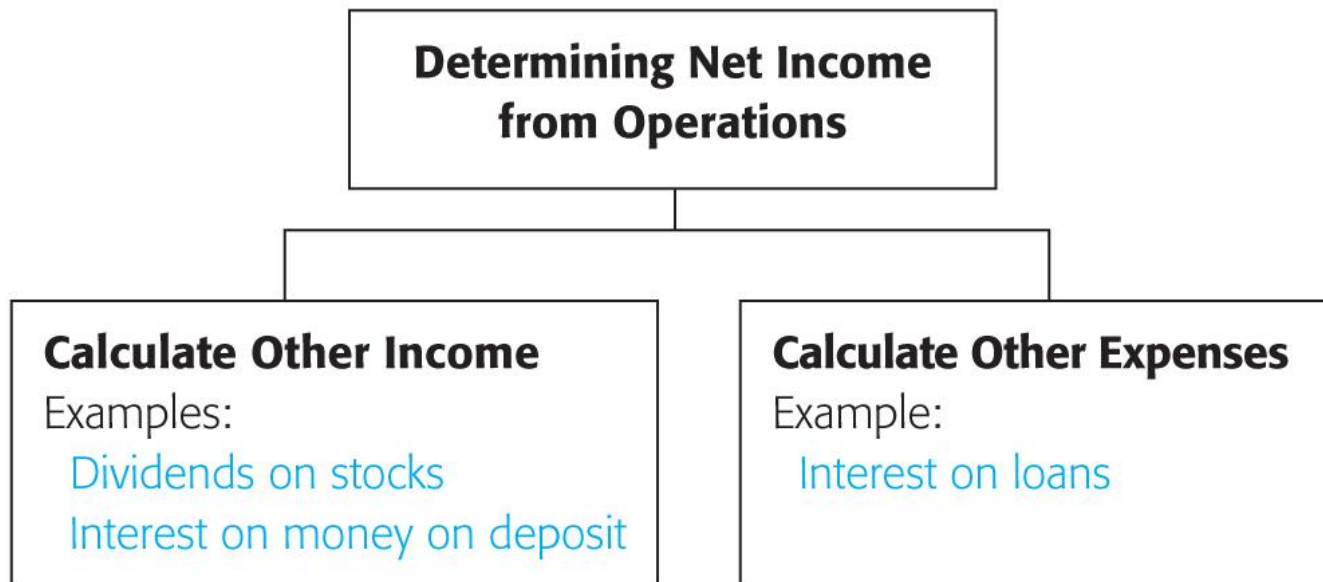 Determining Net Income
from Operations
Calculate Other Income
Examples:
Dividends on stocks
Interest on money on deposit
Calculate Other Expenses
Example:
Interest on loans